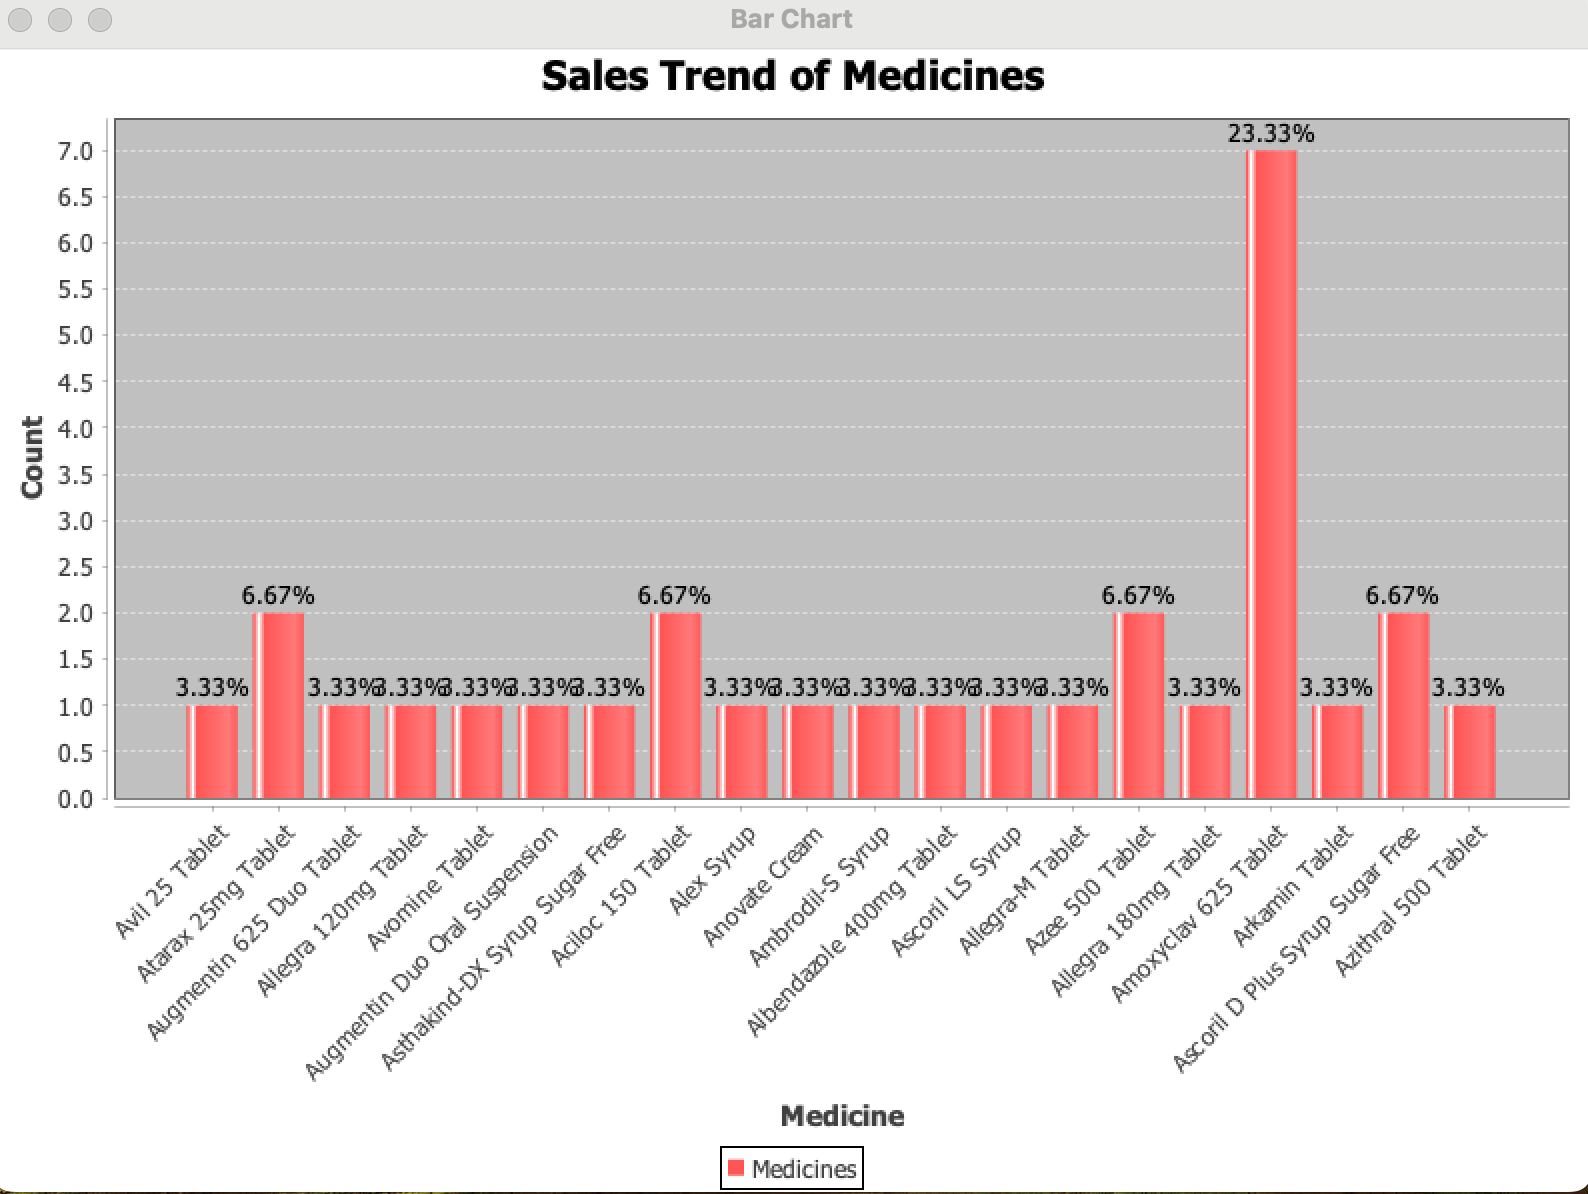 Bar Chart
Sales Trend of Medicines
Count
7.0
6.5
6.0
5.5
5.0
4.5
4.0
3.5
3.0
2.5
2.0
1.5
1.0
0.5
0.0
23.33%
6.67% 6.67% 6.67% 6.67%
3.33% 3.33% 3.33% 3.33% 3.33% 3.33% 3.33% 3.33% 3.33% 3.33% 3.33% 3.33% 3.33% 3.33% 3.33%
Avil 25 Tablet
Atarax 25mg Tablet
Augmentin 625 Duo Tablet
Allegra 120mg Tablet
Avomine Tablet
Augmentin Duo Oral Suspension
Asthakind-DX Syrup Sugar Free
Aciloc 150 Tablet
Alex Syrup
Anovate Cream
Ambrodil-S Syrup
Albendazole 400mg Tablet
Ascoril LS Syrup
Allegra-M Tablet
Azee 500 Tablet
Allegra 180mg Tablet
Amoxyclav 625 Tablet
Arkamin Tablet
Ascoril D Plus Syrup Sugar Free
Azithral 500 Tablet
Medicine
Medicines